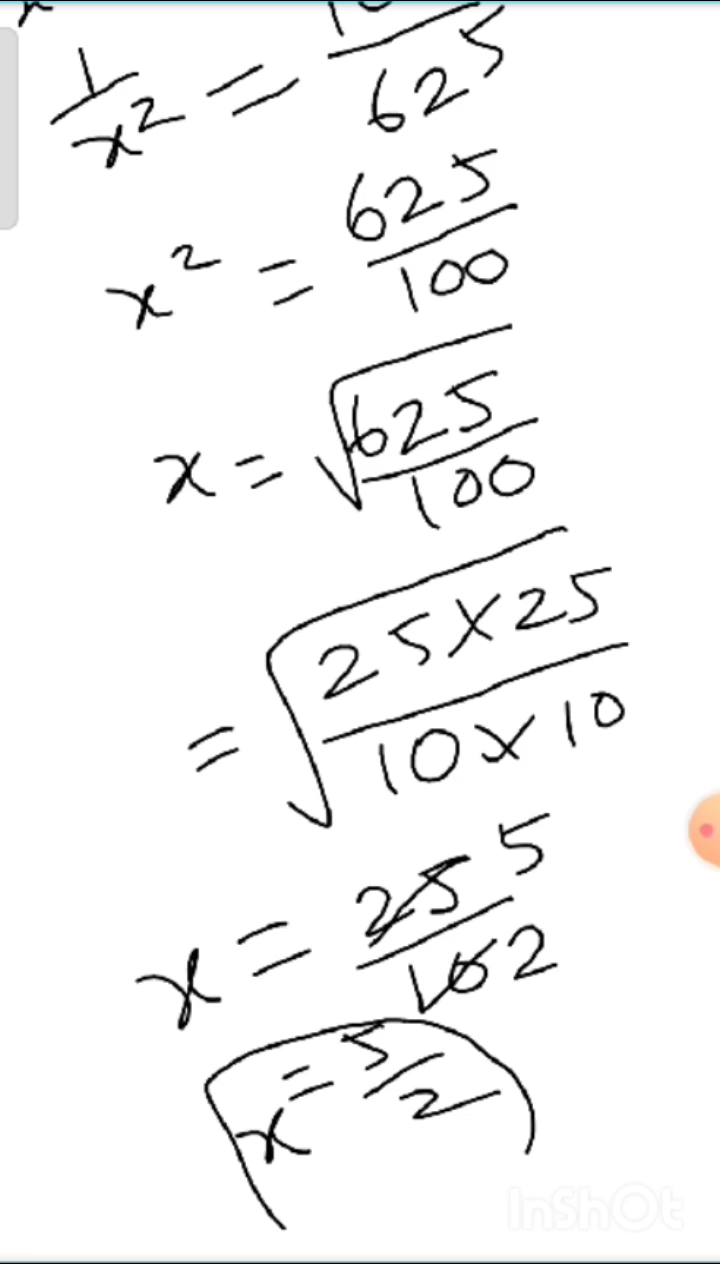 1/x² = 10/625
x² = 625/100
x = √(625/100)
= √(25×25/10×10)
x = 25 5/10 2
x = 5/2
InShOt